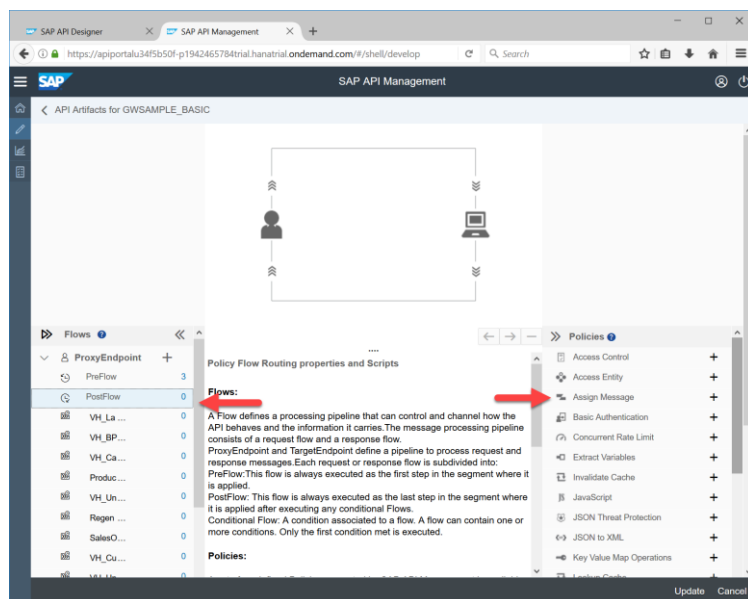 SAP API Designer
SAP API Management
https://apiportalu34f5b50f-p1942465784trial.hanatrial.ondemand.com/#/shell/develop
Search
SAP
SAP API Management
API Artifacts for GWSAMPLE_BASIC
Flows
ProxyEndpoint
PreFlow 3
PostFlow 0
VH_La ... 0
VH_BP... 0
VH_Ca... 0
Produc... 0
VH_Un... 0
Regen ... 0
SalesO... 0
VH_Cu... 0
Policy Flow Routing properties and Scripts
Flows:
A Flow defines a processing pipeline that can control and channel how the
API behaves and the information it carries.The message processing pipeline
consists of a request flow and a response flow.
ProxyEndpoint and TargetEndpoint define a pipeline to process request and
response messages.Each request or response flow is subdivided into:
PreFlow:This flow is always executed as the first step in the segment where it
is applied.
PostFlow: This flow is always executed as the last step in the segment where
it is applied after executing any conditional Flows.
Conditional Flow: A condition associated to a flow. A flow can contain one or
more conditions. Only the first condition met is executed.
Policies:
Policies
Access Control
Access Entity
Assign Message
Basic Authentication
Concurrent Rate Limit
Extract Variables
Invalidate Cache
JavaScript
JSON Threat Protection
JSON to XML
Key Value Map Operations
Update Cancel